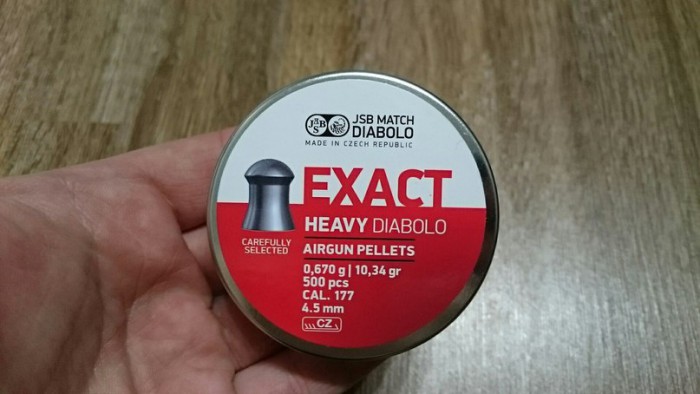 J&SB JSB MATCH
DIABOLO
MADE IN CZECH REPUBLIC
EXACT
HEAVY DIABOLO
CAREFULLY
SELECTED
AIRGUN PELLETS
0,670 g | 10,34 gr
500 pcs
CAL. 177
4.5 mm
CZ